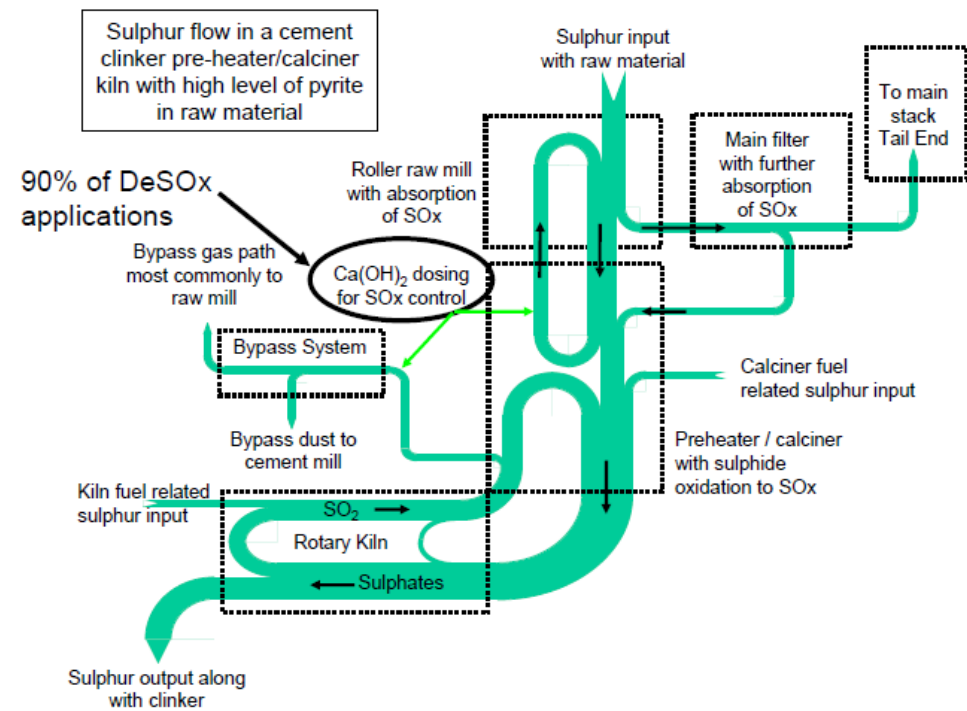 Sulphur flow in a cement
clinker pre-heater/calciner
kiln with high level of pyrite
in raw material
Sulphur input
with raw material
To main
stack
Tail End
Main filter
with further
absorption
of SOx
Roller raw mill
with absorption
of SOx
90% of DeSOx
applications
Bypass gas path
most commonly to
raw mill
Ca(OH)₂ dosing
for SOx control
Bypass System
Calciner fuel
related sulphur input
Bypass dust to
cement mill
Preheater / calciner
with sulphide
oxidation to SOx
Kiln fuel related
sulphur input
SO₂
Rotary Kiln
Sulphates
Sulphur output along
with clinker